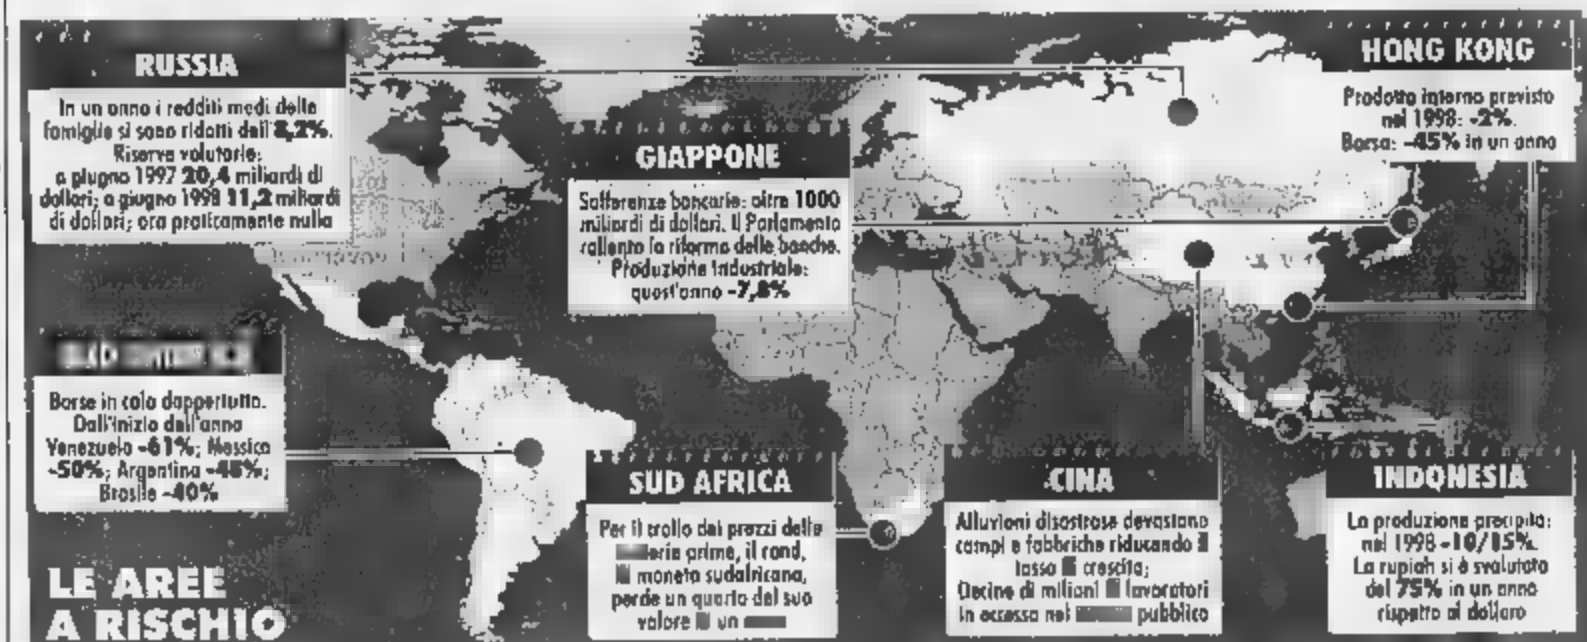 RUSSIA
In un anno i redditi medi delle
famiglie si sono ridotti dell'8,2%.
Riserve valutarie:
a giugno 1997 20,4 miliardi di
dollari; a giugno 1998 11,2 miliardi
di dollari; ora praticamente nulla
HONG KONG
Prodotto interno previsto
nel 1998: -2%.
Borsa: -45% in un anno
GIAPPONE
Sofferenze bancarie: oltre 1000
miliardi di dollari. Il Parlamento
rallenta la riforma delle banche.
Produzione industriale:
quest'anno -7,8%
Borse in calo dappertutto.
Dall'inizio dell'anno
Venezuela -61%; Messico
-50%; Argentina -48%;
Brasile -40%
SUD AFRICA
Per il crollo dei prezzi delle
prime, il rand,
moneta sudafricana,
perde un quarto del suo
valore un
CINA
Alluvioni disastrose devastano
campi e fabbriche riducendo
tasso crescita;
Decine di milioni lavoratori
in eccesso nel pubblico
INDONESIA
La produzione precipita:
nel 1998 -10/15%.
La rupiah si è svalutata
del 75% in un anno
rispetto al dollaro
LE AREE
A RISCHIO